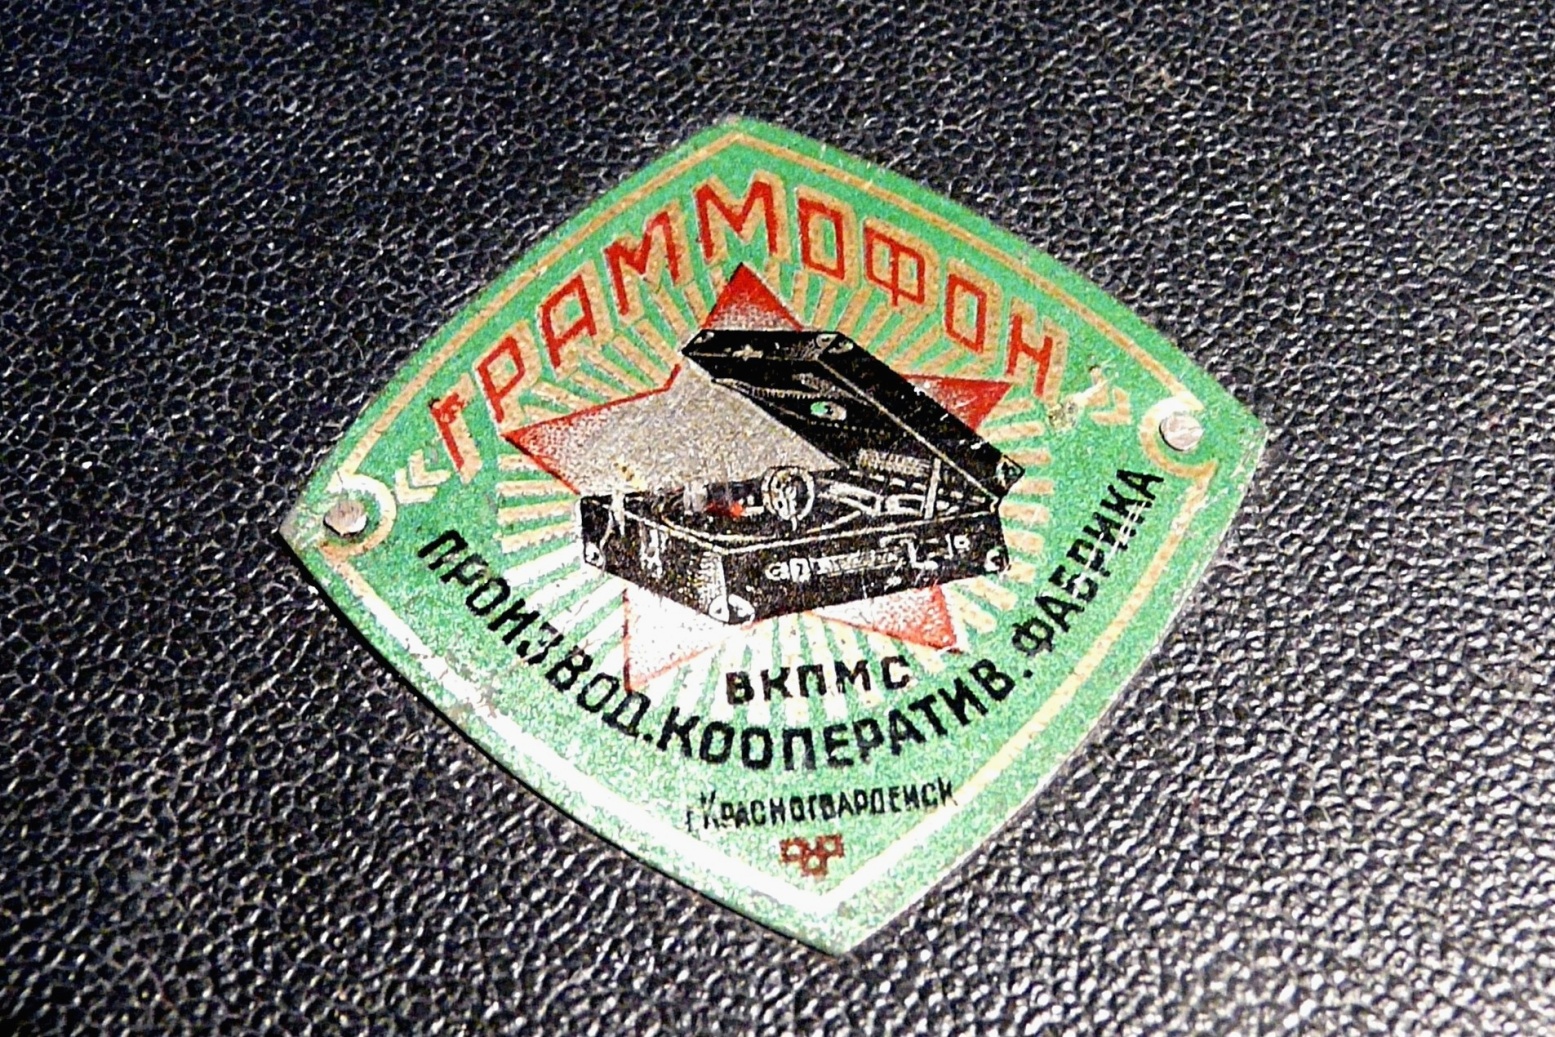 «ГРАММОФОН»
ВКПМС
ПРОИЗВОД.КООПЕРАТИВ.ФАБРИКА
г.Красногвардейск